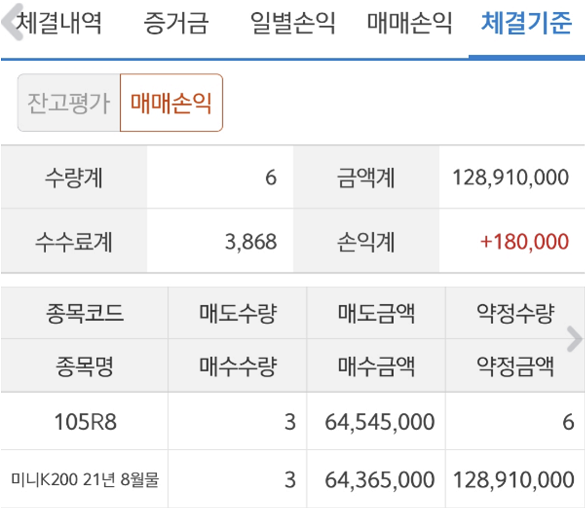 체결내역 증거금 일별손익 매매손익 체결기준
잔고평가 매매손익
수량계 6 금액계 128,910,000
수수료계 3,868 손익계 +180,000
종목코드 매도수량 매도금액 약정수량
종목명 매수수량 매수금액 약정금액
105R8 3 64,545,000 6
미니K200 21년 8월물 3 64,365,000 128,910,000